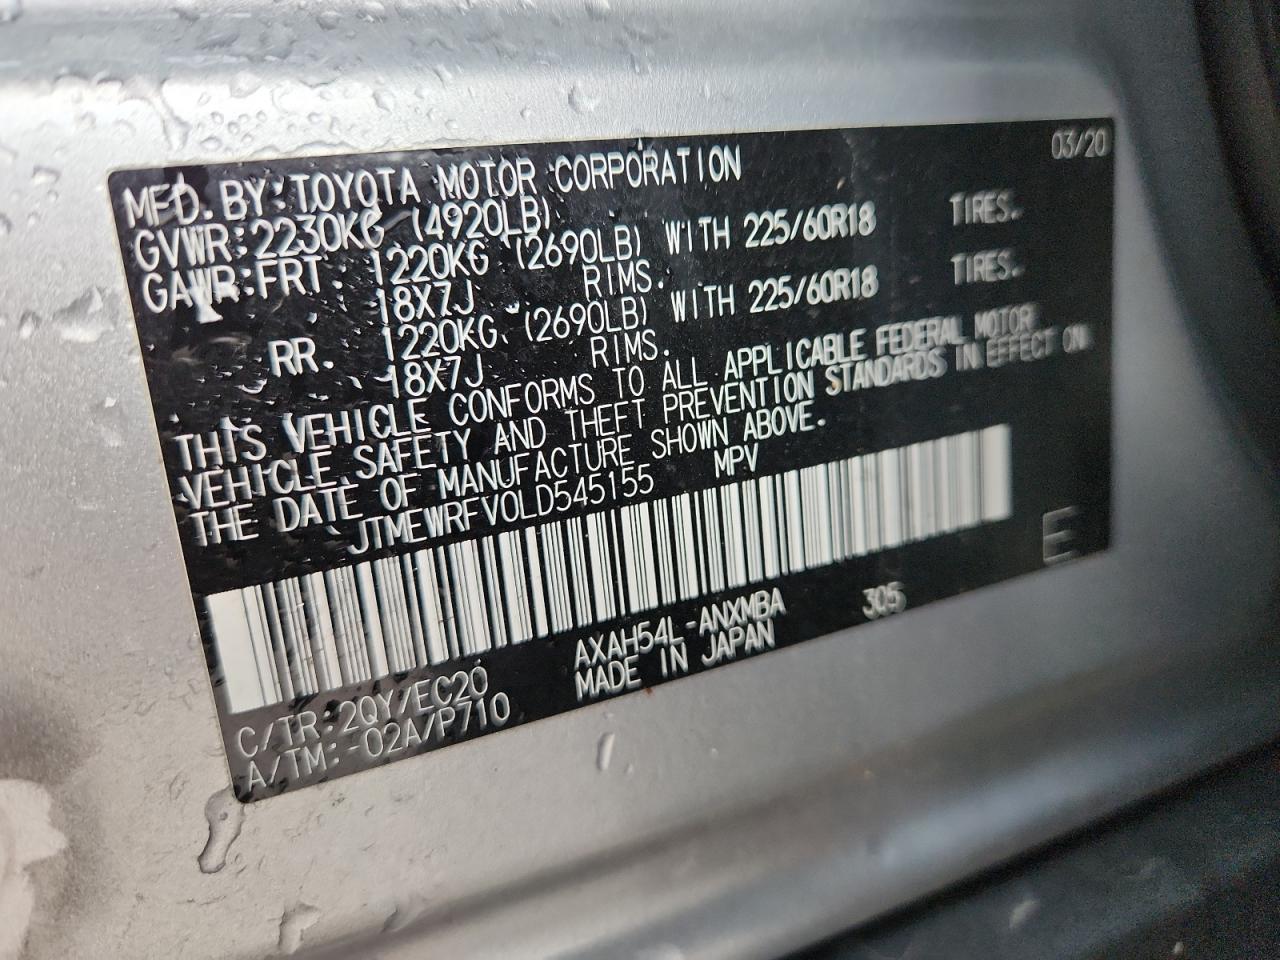 03/20
MFD. BY: TOYOTA MOTOR CORPORATION
GVWR: 2230KG (4920LB)
GAWR: FRT. 1220KG (2690LB) WITH 225/60R18 TIRES.
18X7J RIMS.
RR. 1220KG (2690LB) WITH 225/60R18 TIRES.
18X7J RIMS.
THIS VEHICLE CONFORMS TO ALL APPLICABLE FEDERAL MOTOR
VEHICLE SAFETY AND THEFT PREVENTION STANDARDS IN EFFECT ON
THE DATE OF MANUFACTURE SHOWN ABOVE.
JTMEWRFV0LD545155 MPV
E
AXAH54L-ANXMBA 305
MADE IN JAPAN
C/TR: 2QY/EC20
A/TM: -02A/P710